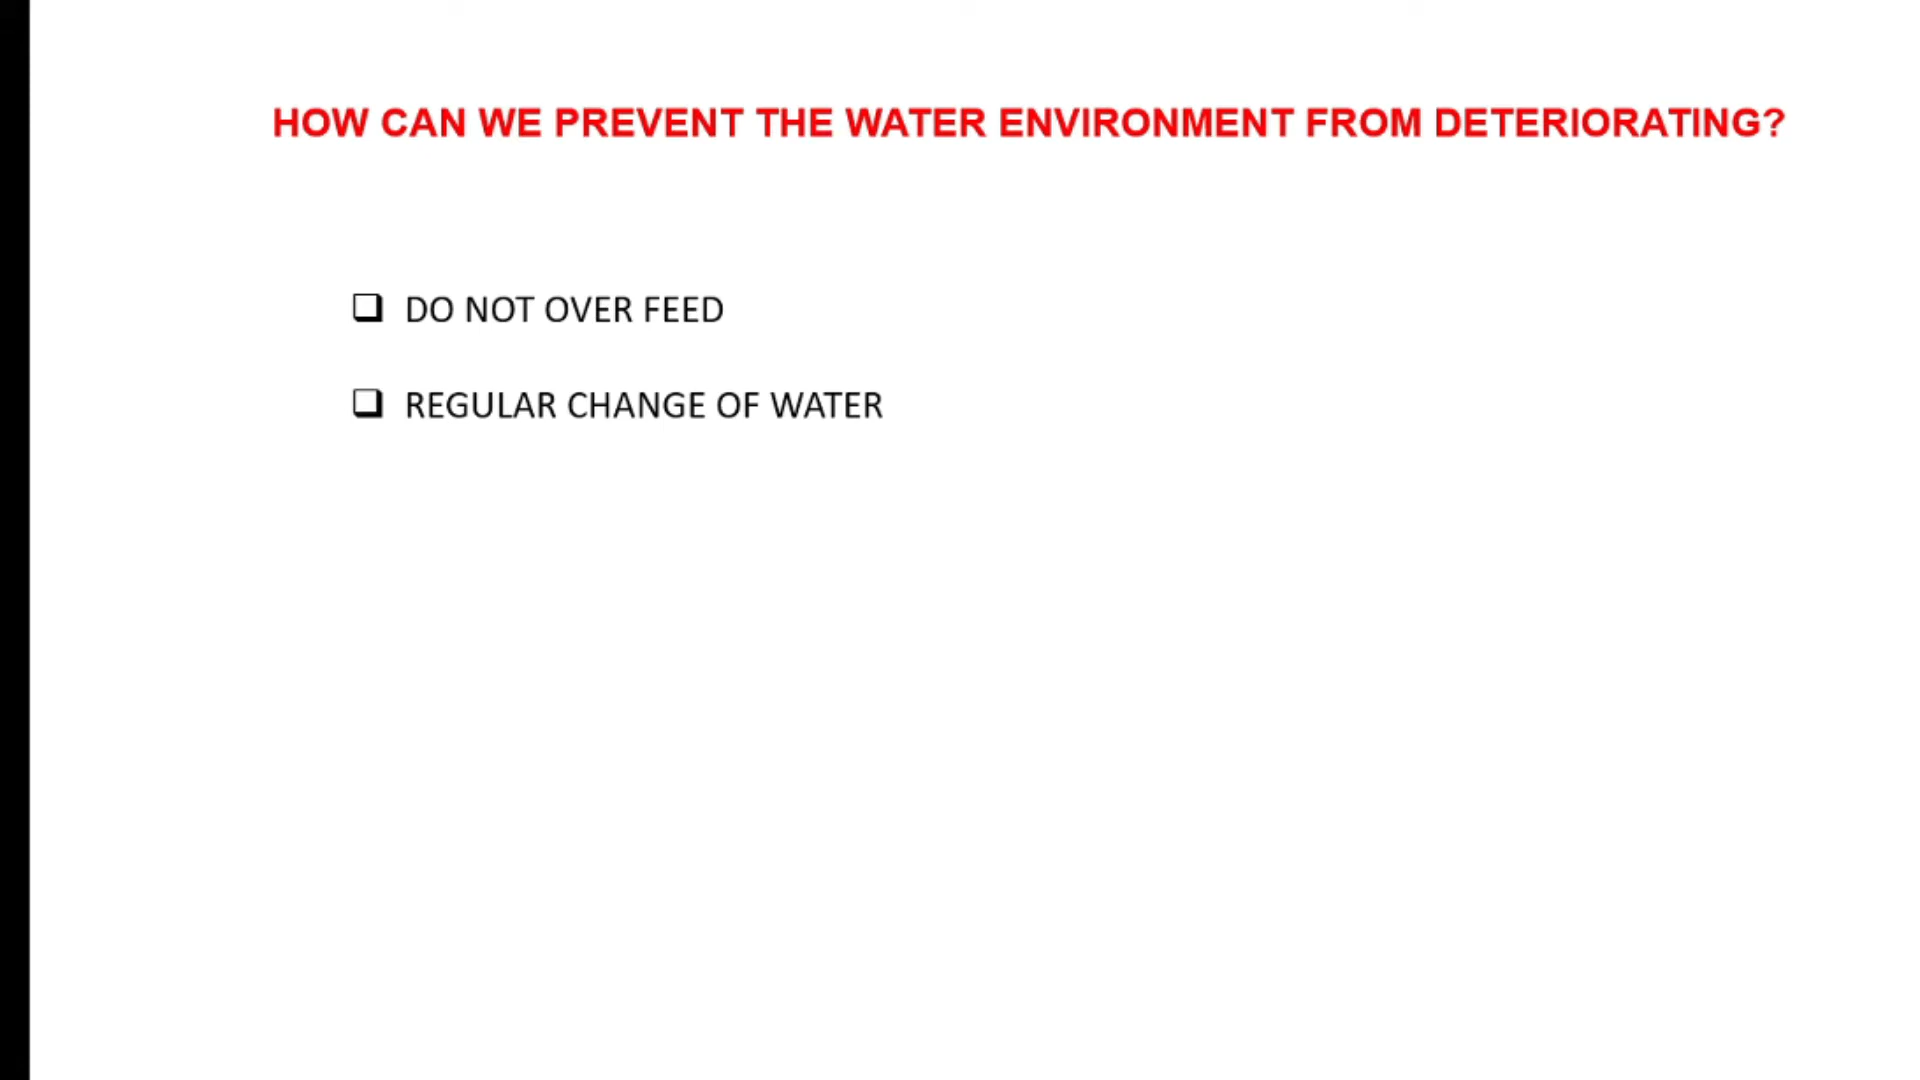 HOW CAN WE PREVENT THE WATER ENVIRONMENT FROM DETERIORATING?
DO NOT OVER FEED
REGULAR CHANGE OF WATER